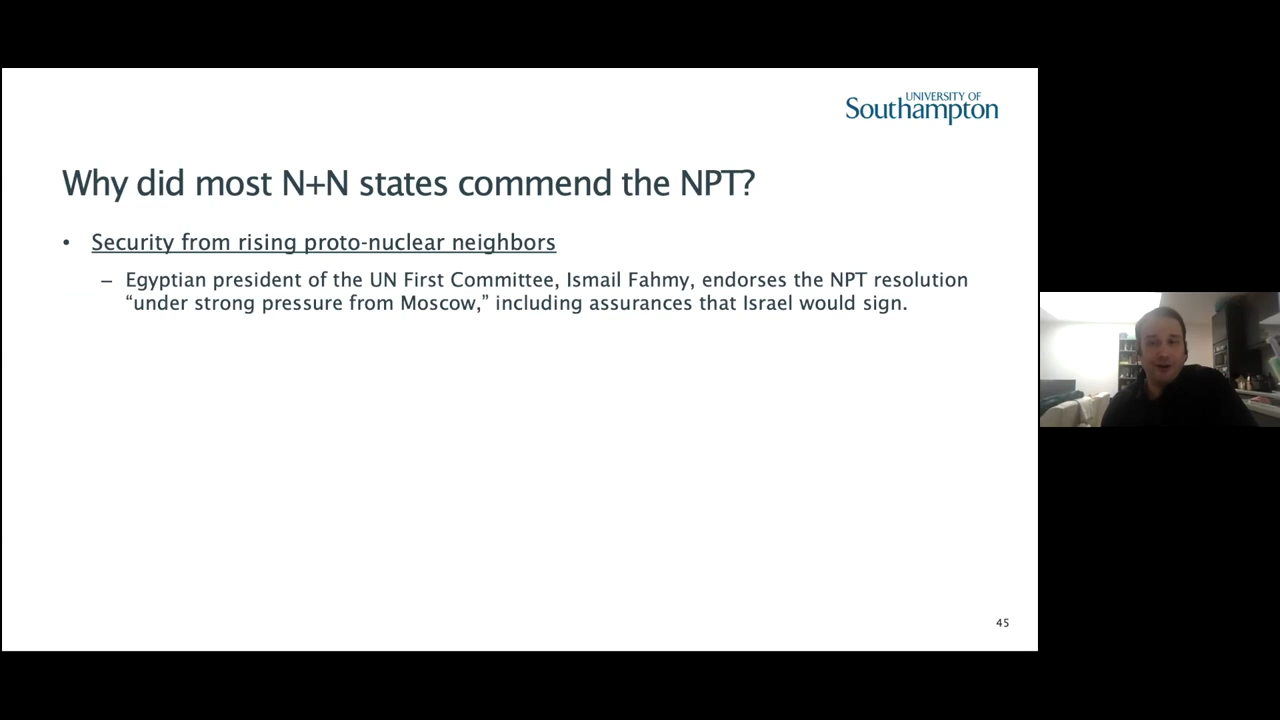 UNIVERSITY OF
Southampton
Why did most N+N states commend the NPT?
• Security from rising proto-nuclear neighbors
– Egyptian president of the UN First Committee, Ismail Fahmy, endorses the NPT resolution
“under strong pressure from Moscow,” including assurances that Israel would sign.
45